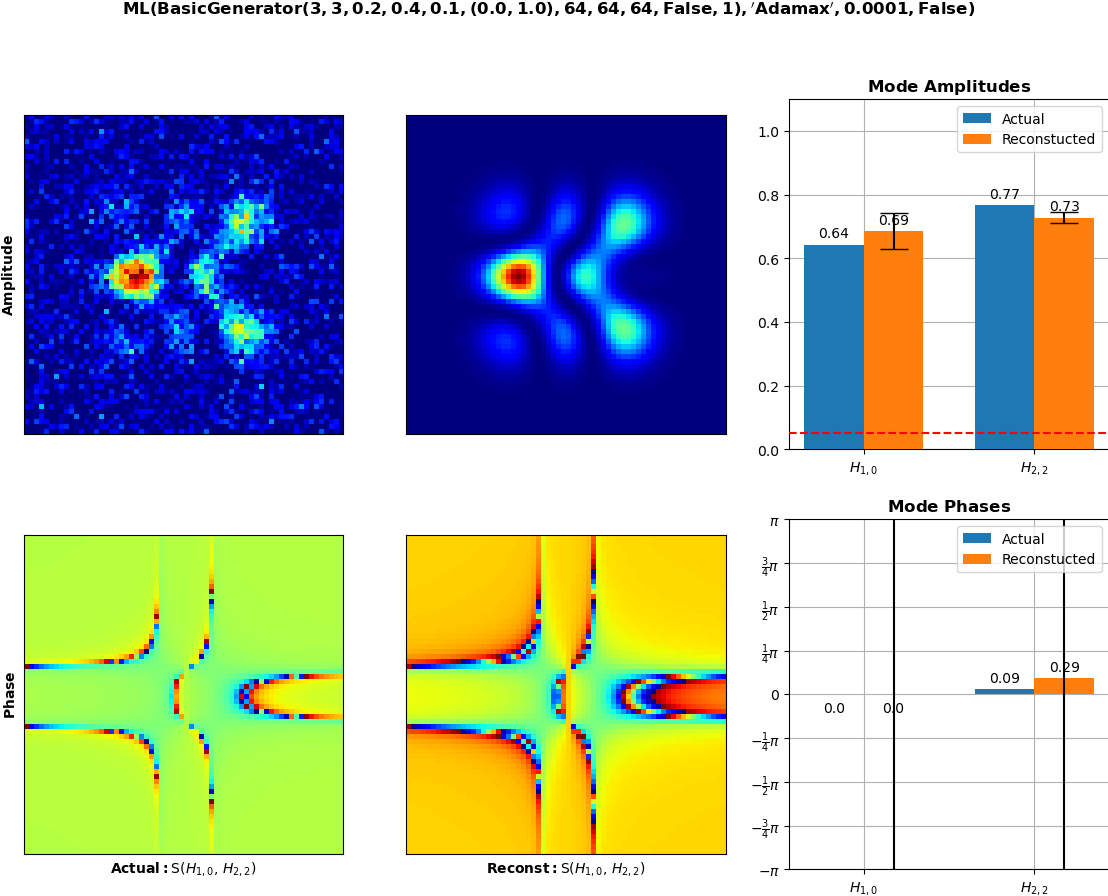 ML(BasicGenerator(3, 3, 0.2, 0.4, 0.1, (0.0, 1.0), 64, 64, 64, False, 1), ′Adamax′, 0.0001, False)
Amplitude
Mode Amplitudes
Actual
Reconstucted
1.0
0.8
0.6
0.4
0.2
0.0
0.64
0.69
0.77
0.73
H1, 0
H2, 2
Phase
Actual: S(H1, 0, H2, 2)
Reconst: S(H1, 0, H2, 2)
Mode Phases
Actual
Reconstucted
π
3/4π
1/2π
1/4π
0
−1/4π
−1/2π
−3/4π
−π
0.0
0.0
0.09
0.29
H1, 0
H2, 2